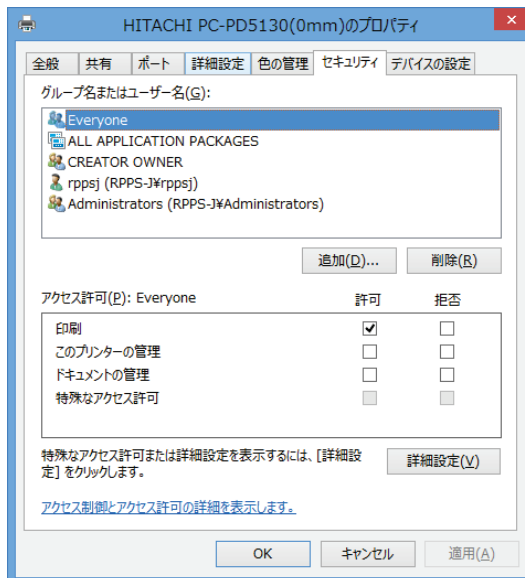 HITACHI PC-PD5130(0mm)のプロパティ
全般 共有 ポート 詳細設定 色の管理 セキュリティ デバイスの設定
グループ名またはユーザー名(G):
Everyone
ALL APPLICATION PACKAGES
CREATOR OWNER
rppsj (RPPS-J¥rppsj)
Administrators (RPPS-J¥Administrators)
追加(D)... 削除(R)
アクセス許可(P): Everyone 許可 拒否
印刷
このプリンターの管理
ドキュメントの管理
特殊なアクセス許可
特殊なアクセス許可または詳細設定を表示するには、[詳細設
定] をクリックします。
詳細設定(V)
アクセス制御とアクセス許可の詳細を表示します。
OK キャンセル 適用(A)